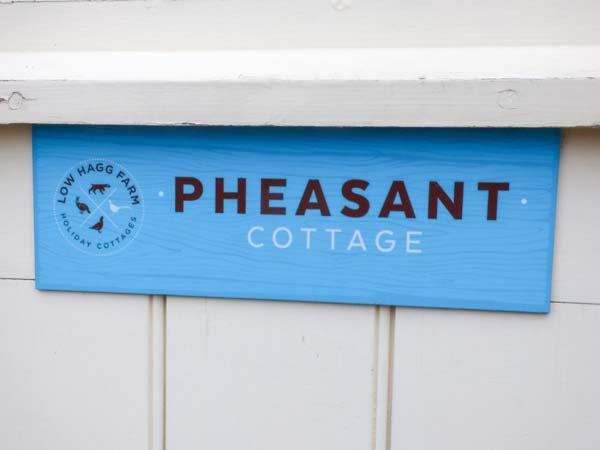 LOW HAGG FARM
HOLIDAY COTTAGES
· PHEASANT ·
COTTAGE